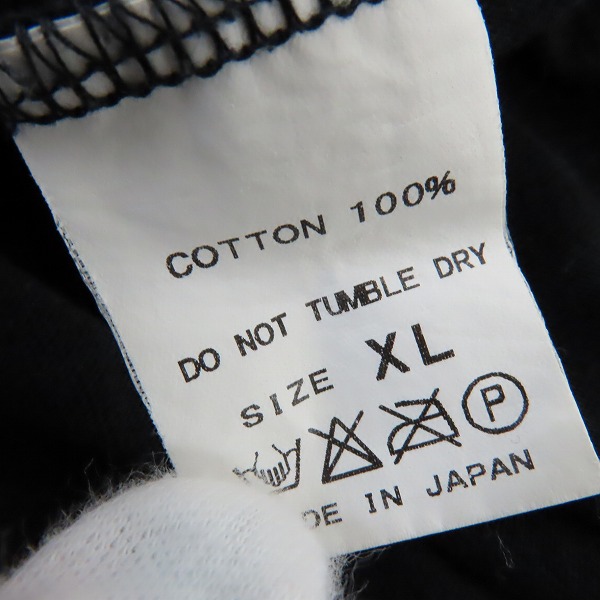 COTTON 100%
DO NOT TUMBLE DRY
SIZE XL
P
DE IN JAPAN